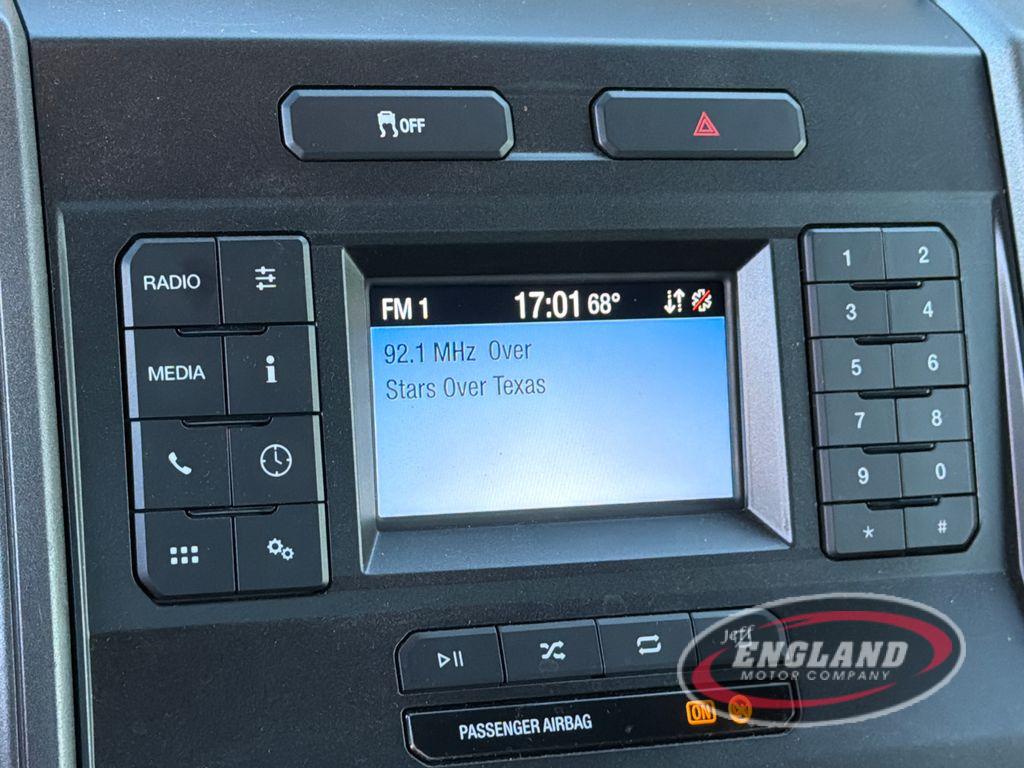 OFF
RADIO
MEDIA
FM 1 17:01 68°
92.1 MHz Over
Stars Over Texas
1 2
3 4
5 6
7 8
9 0
* #
Jeff
ENGLAND
MOTOR COMPANY
PASSENGER AIRBAG ON